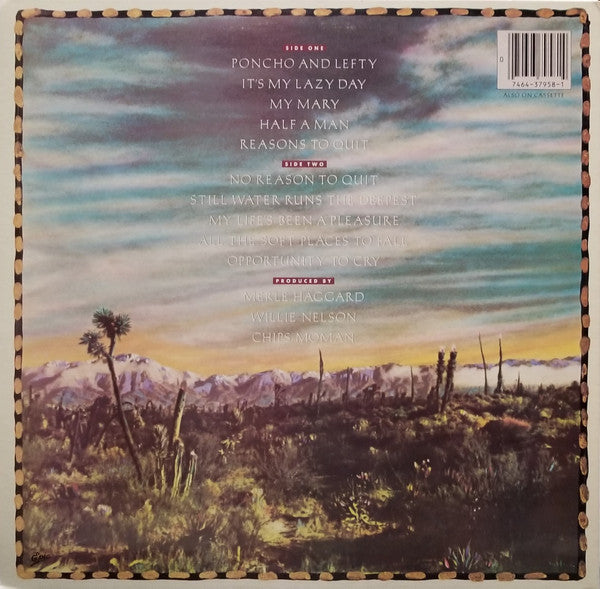 SIDE ONE
PONCHO AND LEFTY
IT'S MY LAZY DAY
MY MARY
HALF A MAN
REASONS TO QUIT
SIDE TWO
NO REASON TO QUIT
STILL WATER RUNS THE DEEPEST
MY LIFE'S BEEN A PLEASURE
ALL THE SOFT PLACES TO FALL
OPPORTUNITY TO CRY
PRODUCED BY
MERLE HAGGARD
WILLIE NELSON
CHIPS MOMAN
0
7464-37958-1
ALSO ON CASSETTE